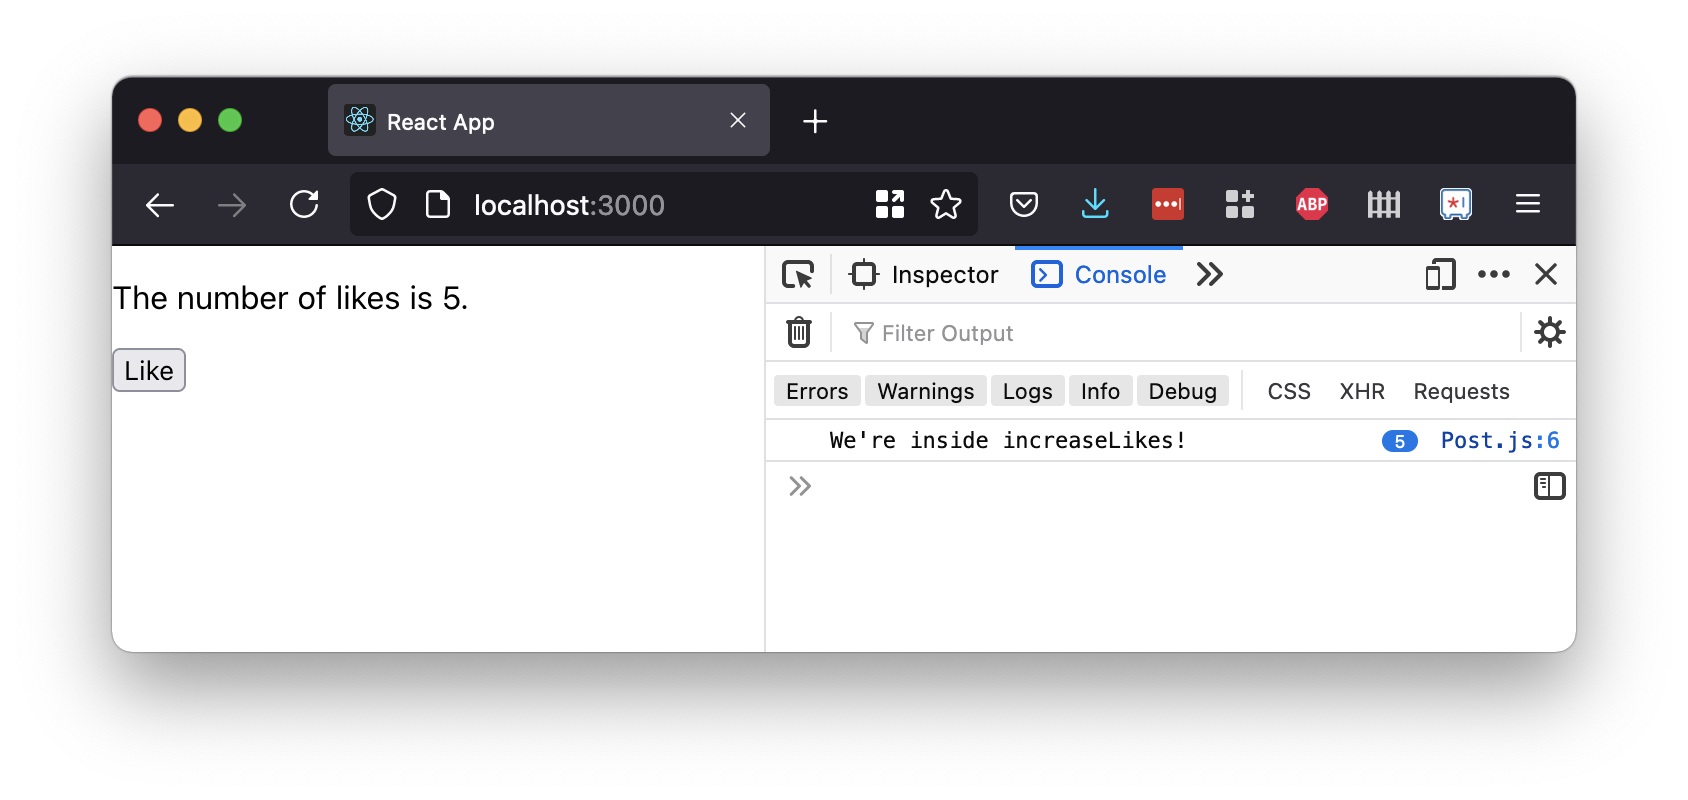 React App
localhost:3000
ABP
The number of likes is 5.
Like
Inspector Console
Filter Output
Errors Warnings Logs Info Debug CSS XHR Requests
We're inside increaseLikes! 5 Post.js:6